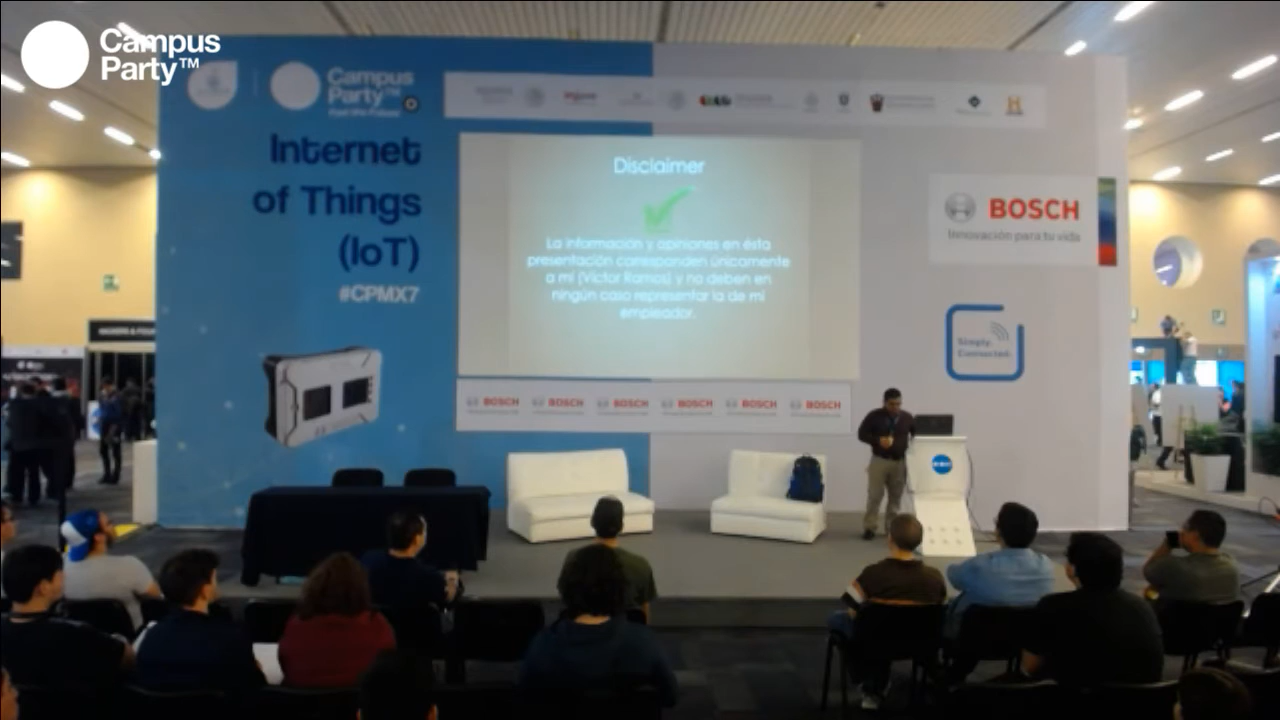 Campus
Party™
Campus
Party™
Internet
of Things
(IoT)
#CPMX7
Disclaimer
La información y opiniones en ésta
presentación corresponden únicamente
a mí (Víctor Ramos) y no deben en
ningún caso representar la de mi
empleador.
BOSCH
Innovación para tu vida
Simply.
Connected.
BOSCH BOSCH BOSCH BOSCH BOSCH BOSCH